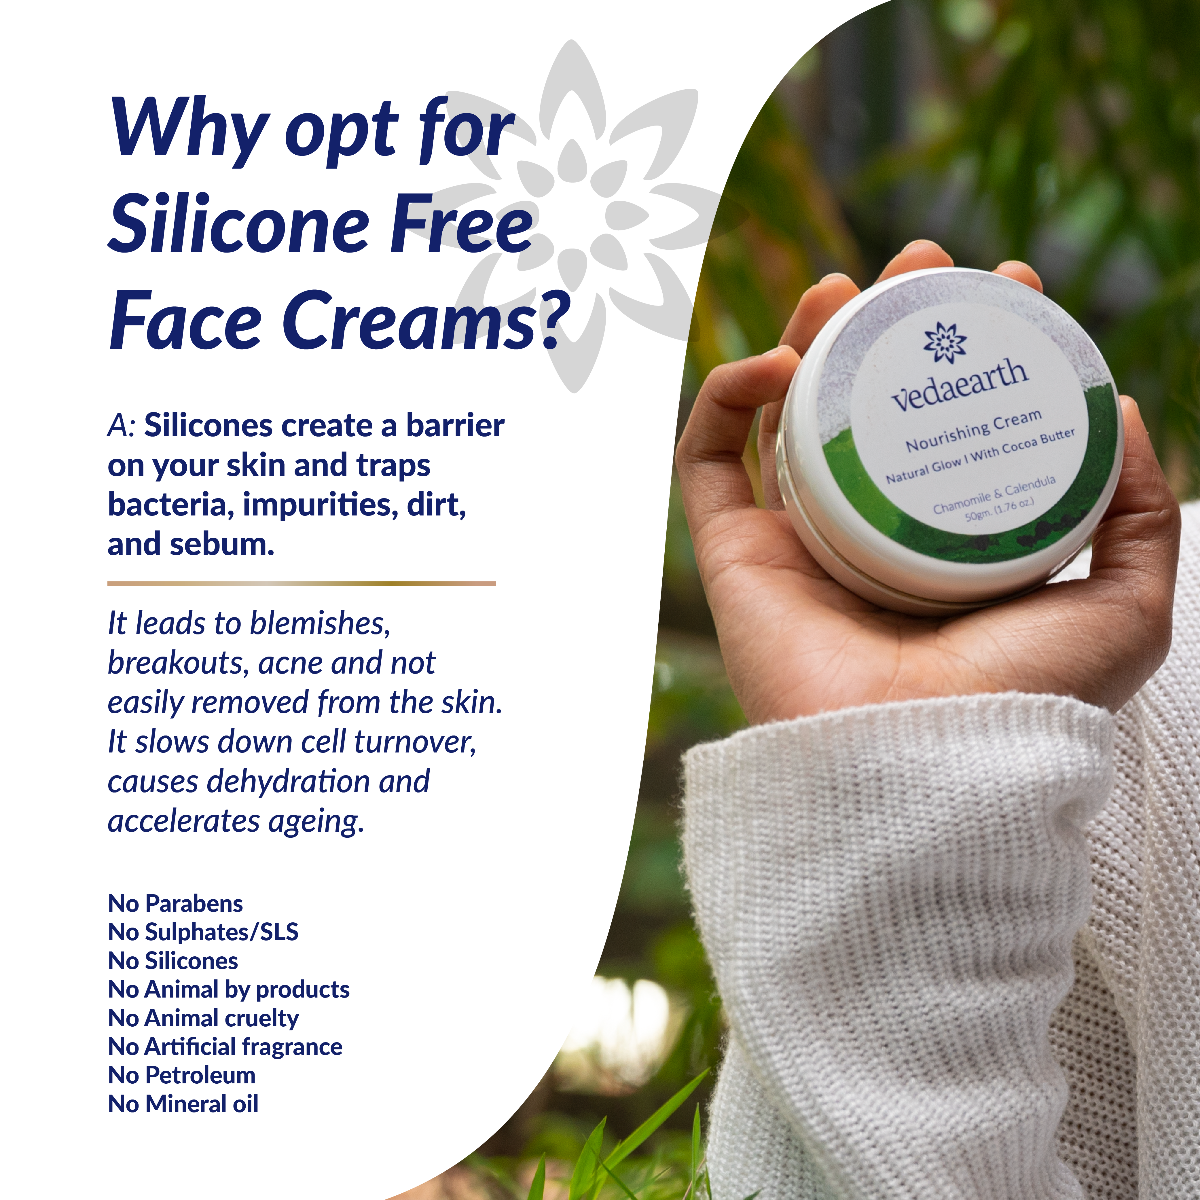 Why opt for
Silicone Free
Face Creams?
A: Silicones create a barrier
on your skin and traps
bacteria, impurities, dirt,
and sebum.
It leads to blemishes,
breakouts, acne and not
easily removed from the skin.
It slows down cell turnover,
causes dehydration and
accelerates ageing.
No Parabens
No Sulphates/SLS
No Silicones
No Animal by products
No Animal cruelty
No Artificial fragrance
No Petroleum
No Mineral oil
vedaearth
Nourishing Cream
Natural Glow | With Cocoa Butter
Chamomile & Calendula
50gm. (1.76 oz.)